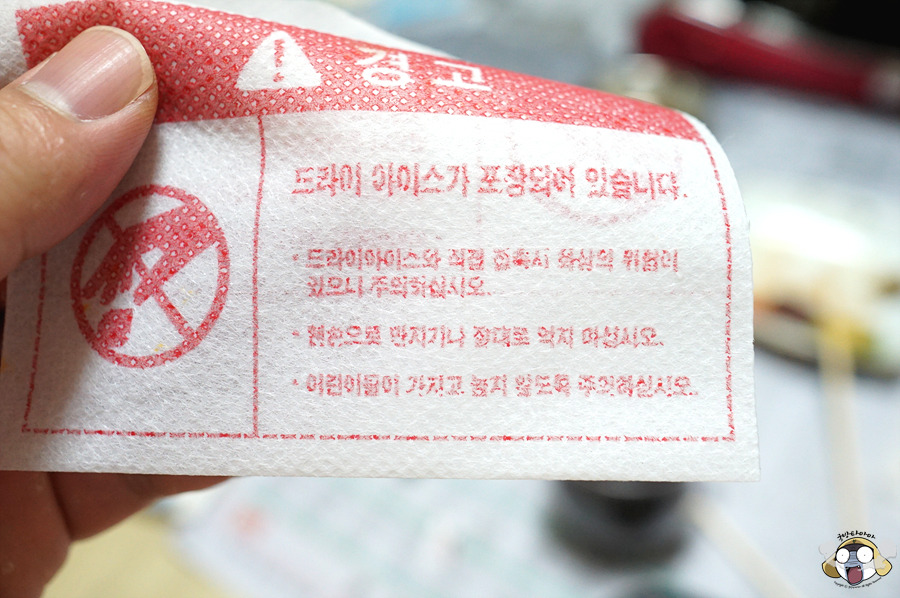 경고
드라이 아이스가 포장되어 있습니다.
· 드라이아이스와 직접 접촉시 화상의 위험이
있으니 주의하십시오.
· 맨손으로 만지거나 절대로 먹지 마십시오.
· 어린이들이 가지고 놀지 않도록 주의하십시오.